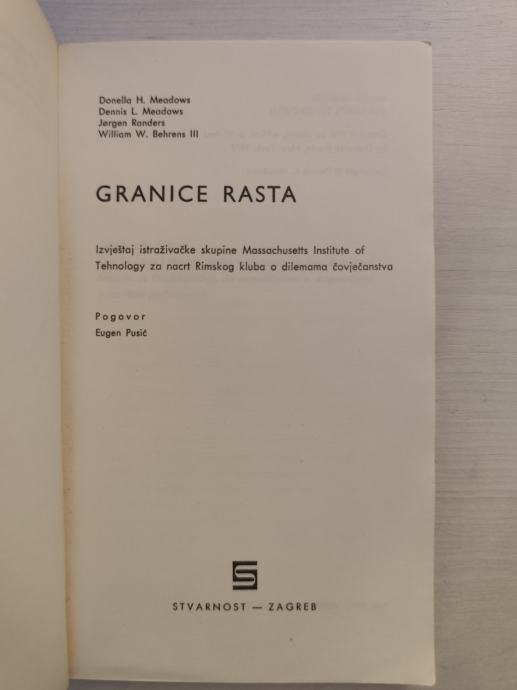 Donella H. Meadows
Dennis L. Meadows
Jørgen Randers
William W. Behrens III
GRANICE RASTA
Izvještaj istraživačke skupine Massachusetts Institute of
Tehnology za nacrt Rimskog kluba o dilemama čovječanstva
Pogovor
Eugen Pusić
S
STVARNOST — ZAGREB